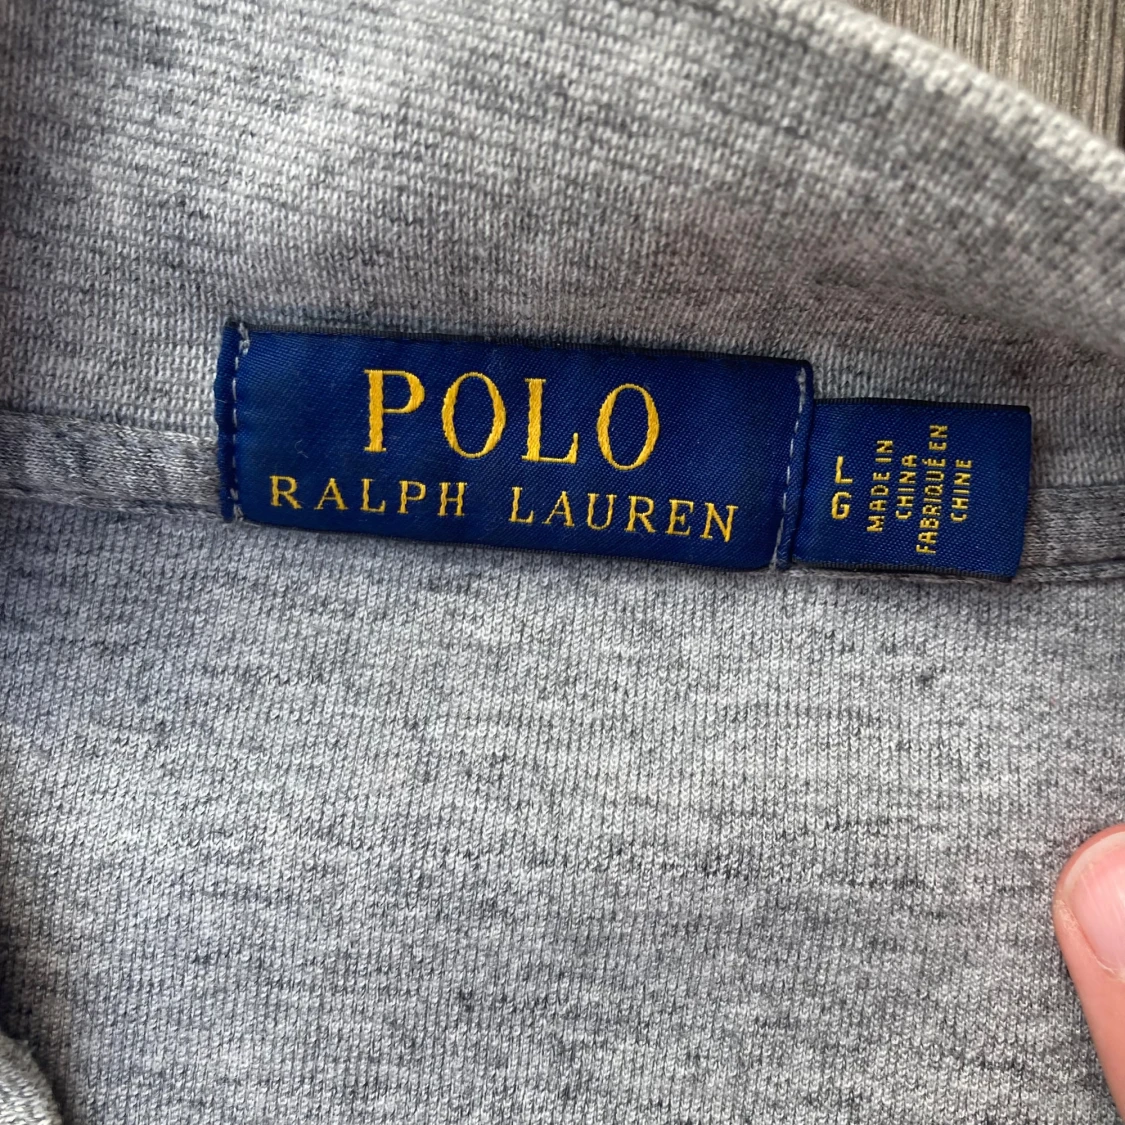 POLO
RALPH LAUREN
L
G
MADE IN
CHINA
FABRIQUÉ EN
CHINE